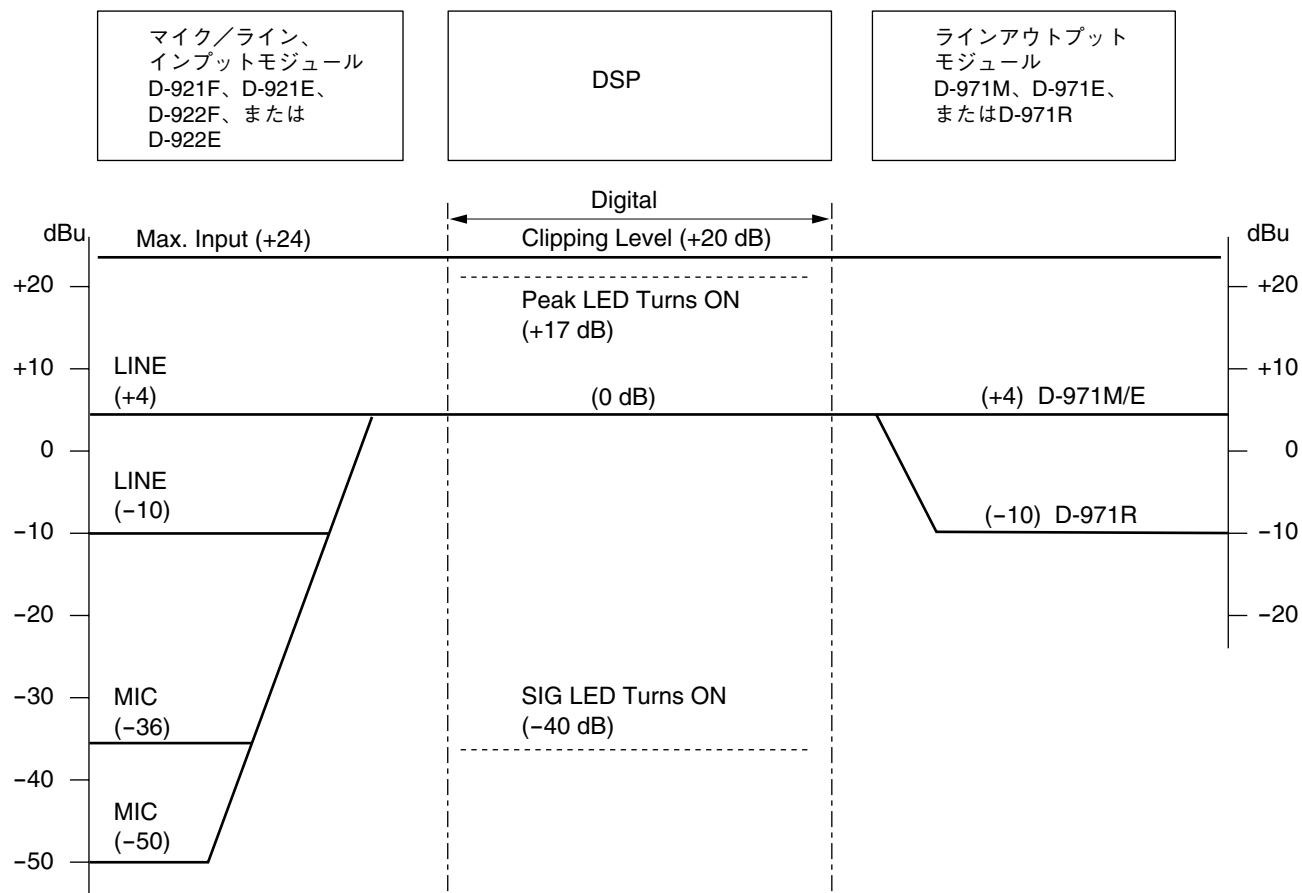 マイク／ライン、
インプットモジュール
D-921F、D-921E、
D-922F、または
D-922E
DSP
ラインアウトプット
モジュール
D-971M、D-971E、
またはD-971R
Digital
dBu
Max. Input (+24)
Clipping Level (+20 dB)
dBu
+20
Peak LED Turns ON
(+17 dB)
+20
+10
LINE
(+4)
(0 dB)
(+4) D-971M/E
+10
0
0
LINE
(−10)
(−10) D-971R
−10
−10
−20
−20
−30
MIC
(−36)
SIG LED Turns ON
(−40 dB)
−40
MIC
(−50)
−50